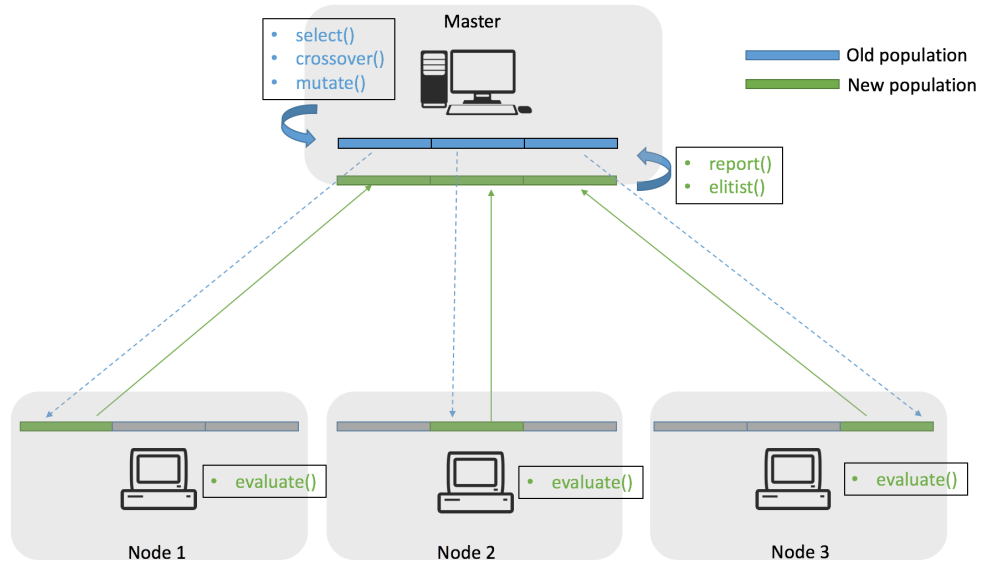 Master
• select()
• crossover()
• mutate()
Old population
New population
• report()
• elitist()
• evaluate()
• evaluate()
• evaluate()
Node 1
Node 2
Node 3